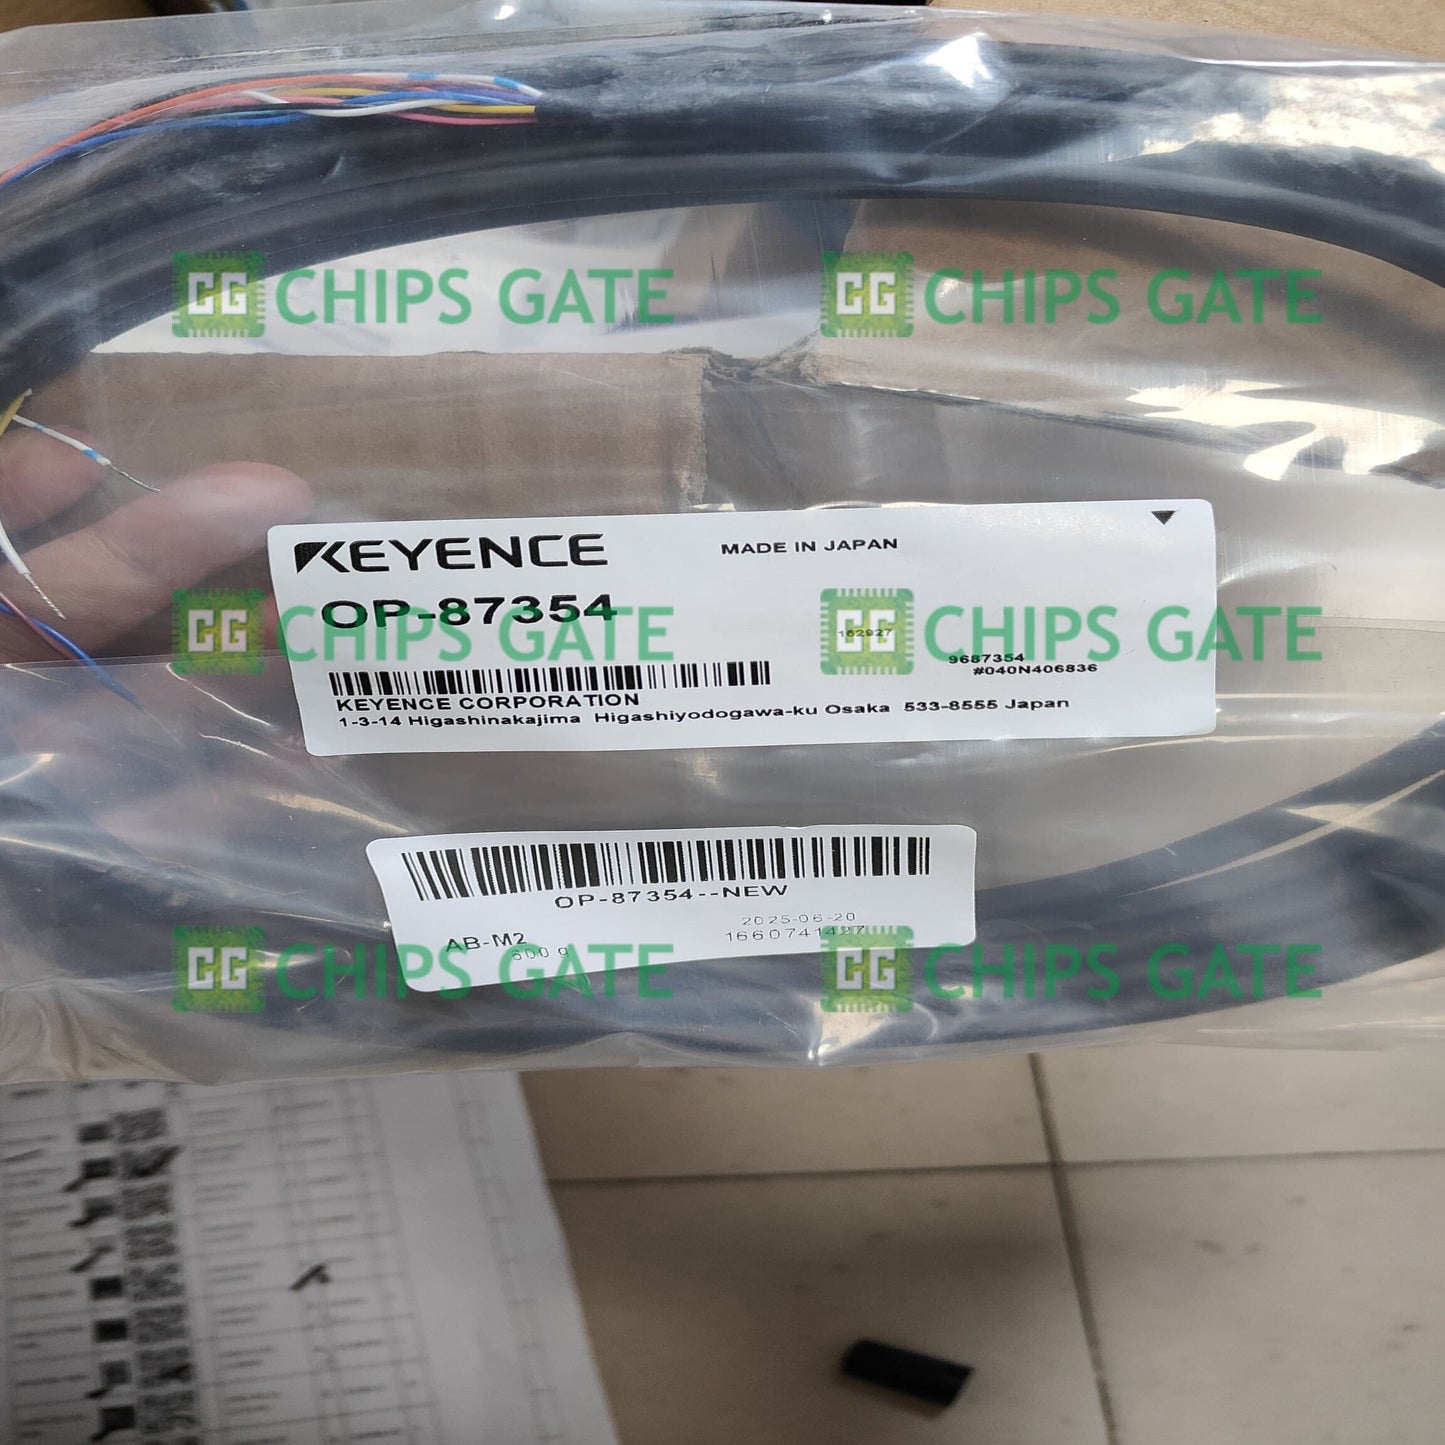 CG CHIPS GATE CG CHIPS GATE
KEYENCE
MADE IN JAPAN
OP-87354
CG CHIPS GATE CG CHIPS GATE
162927
9687354
#040N406836
KEYENCE CORPORATION
1-3-14 Higashinakajima Higashiyodogawa-ku Osaka 533-8555 Japan
OP-87354--NEW
2025-06-20
AB-M2
1660741427
600 g
CG CHIPS GATE CG CHIPS GATE